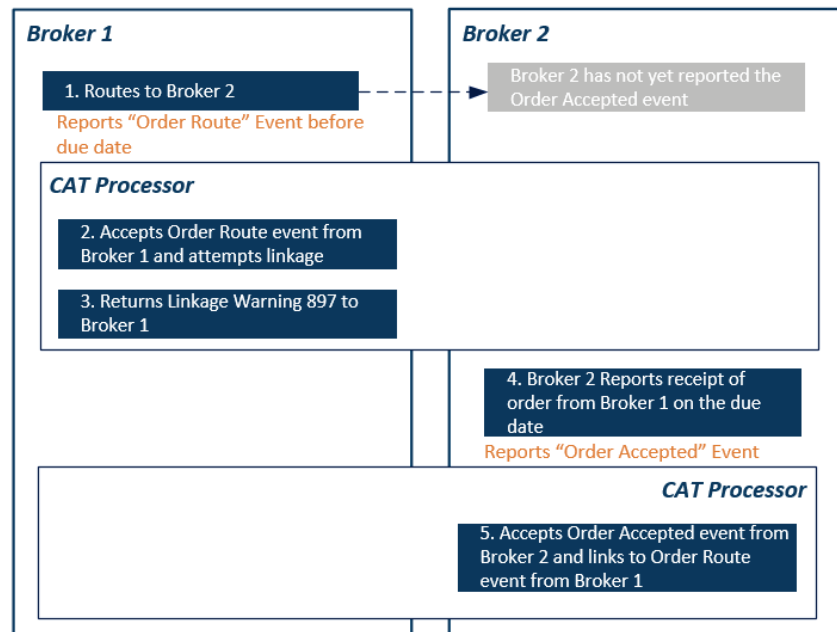 Broker 1
Broker 2
1. Routes to Broker 2
Broker 2 has not yet reported the
Order Accepted event
Reports “Order Route” Event before
due date
CAT Processor
2. Accepts Order Route event from
Broker 1 and attempts linkage
3. Returns Linkage Warning 897 to
Broker 1
4. Broker 2 Reports receipt of
order from Broker 1 on the due
date
Reports “Order Accepted” Event
CAT Processor
5. Accepts Order Accepted event from
Broker 2 and links to Order Route
event from Broker 1